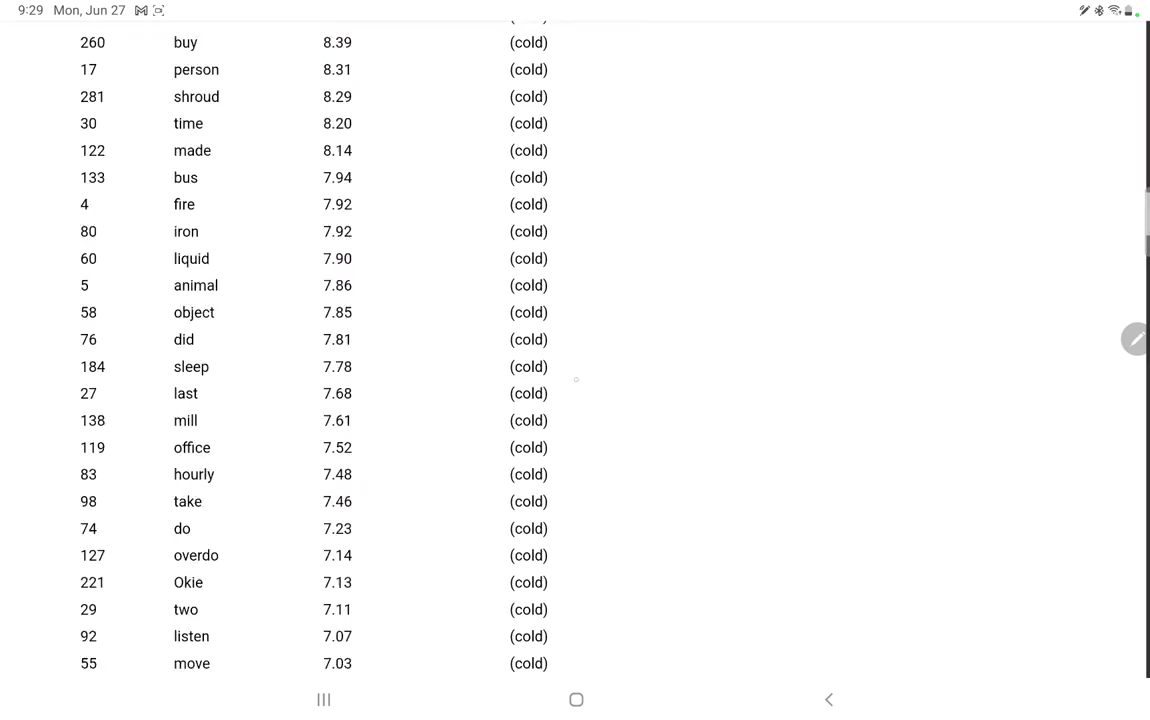 9:29 Mon, Jun 27
260 buy 8.39 (cold)
17 person 8.31 (cold)
281 shroud 8.29 (cold)
30 time 8.20 (cold)
122 made 8.14 (cold)
133 bus 7.94 (cold)
4 fire 7.92 (cold)
80 iron 7.92 (cold)
60 liquid 7.90 (cold)
5 animal 7.86 (cold)
58 object 7.85 (cold)
76 did 7.81 (cold)
184 sleep 7.78 (cold)
27 last 7.68 (cold)
138 mill 7.61 (cold)
119 office 7.52 (cold)
83 hourly 7.48 (cold)
98 take 7.46 (cold)
74 do 7.23 (cold)
127 overdo 7.14 (cold)
221 Okie 7.13 (cold)
29 two 7.11 (cold)
92 listen 7.07 (cold)
55 move 7.03 (cold)